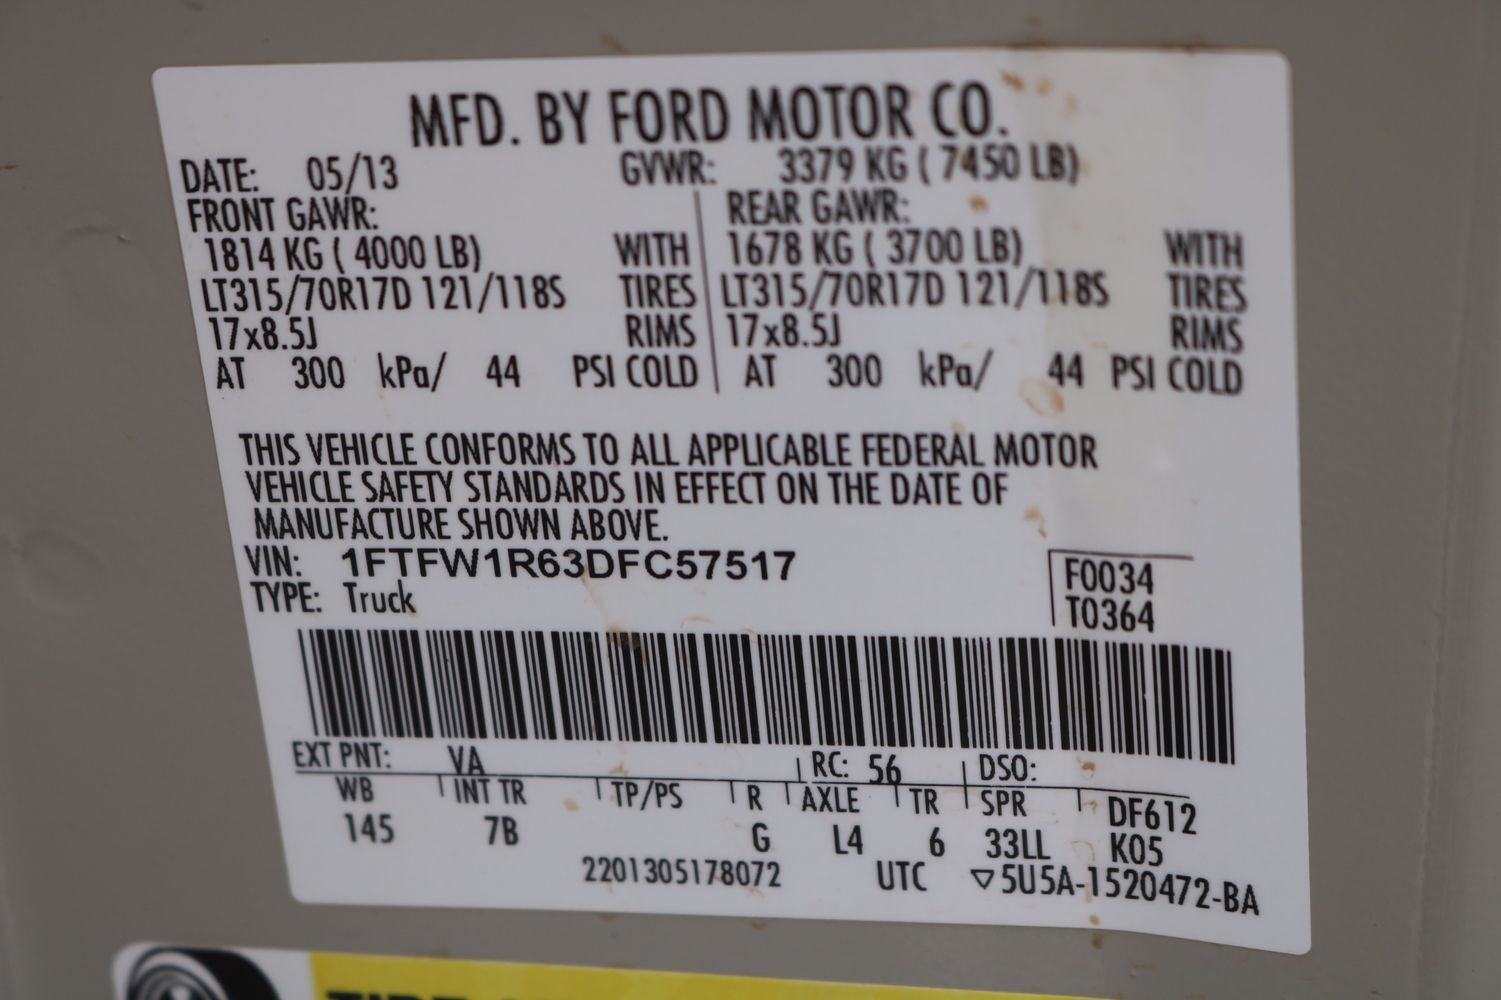 MFD. BY FORD MOTOR CO.
DATE: 05/13 GVWR: 3379 KG ( 7450 LB)
FRONT GAWR: REAR GAWR:
1814 KG ( 4000 LB) WITH 1678 KG ( 3700 LB) WITH
LT315/70R17D 121/118S TIRES LT315/70R17D 121/118S TIRES
17x8.5J RIMS 17x8.5J RIMS
AT 300 kPa/ 44 PSI COLD AT 300 kPa/ 44 PSI COLD
THIS VEHICLE CONFORMS TO ALL APPLICABLE FEDERAL MOTOR
VEHICLE SAFETY STANDARDS IN EFFECT ON THE DATE OF
MANUFACTURE SHOWN ABOVE.
VIN: 1FTFW1R63DFC57517 F0034
TYPE: Truck T0364
EXT PNT: VA RC: 56 DSO:
WB INT TR TP/PS R AXLE TR SPR DF612
145 7B G L4 6 33LL K05
2201305178072 UTC ▽5U5A-1520472-BA